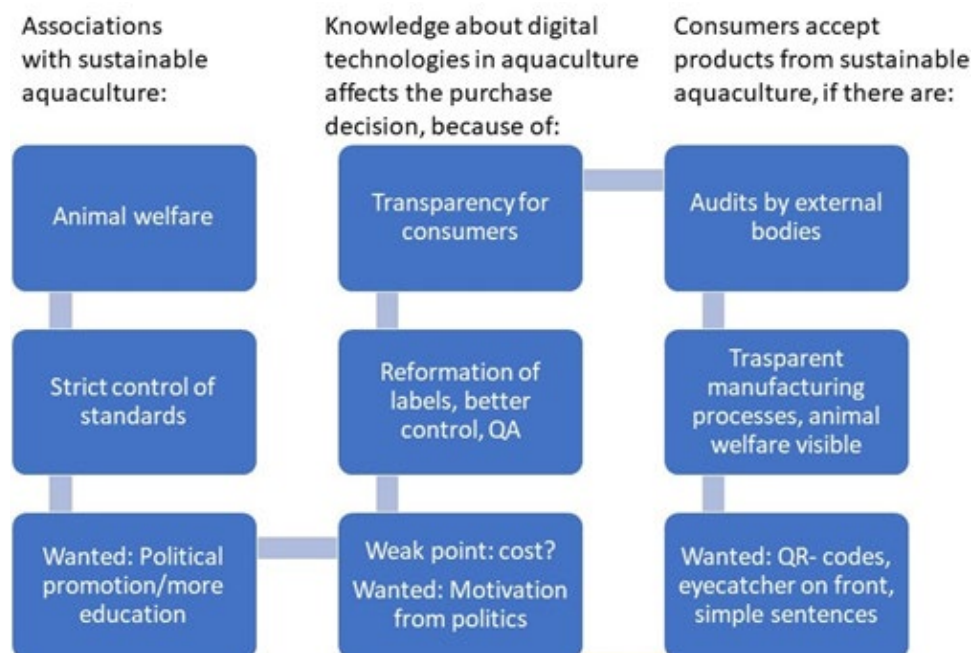 Associations
with sustainable
aquaculture:
Animal welfare
Strict control of
standards
Wanted: Political
promotion/more
education
Knowledge about digital
technologies in aquaculture
affects the purchase
decision, because of:
Transparency for
consumers
Reformation of
labels, better
control, QA
Weak point: cost?
Wanted: Motivation
from politics
Consumers accept
products from sustainable
aquaculture, if there are:
Audits by external
bodies
Trasparent
manufacturing
processes, animal
welfare visible
Wanted: QR- codes,
eyecatcher on front,
simple sentences